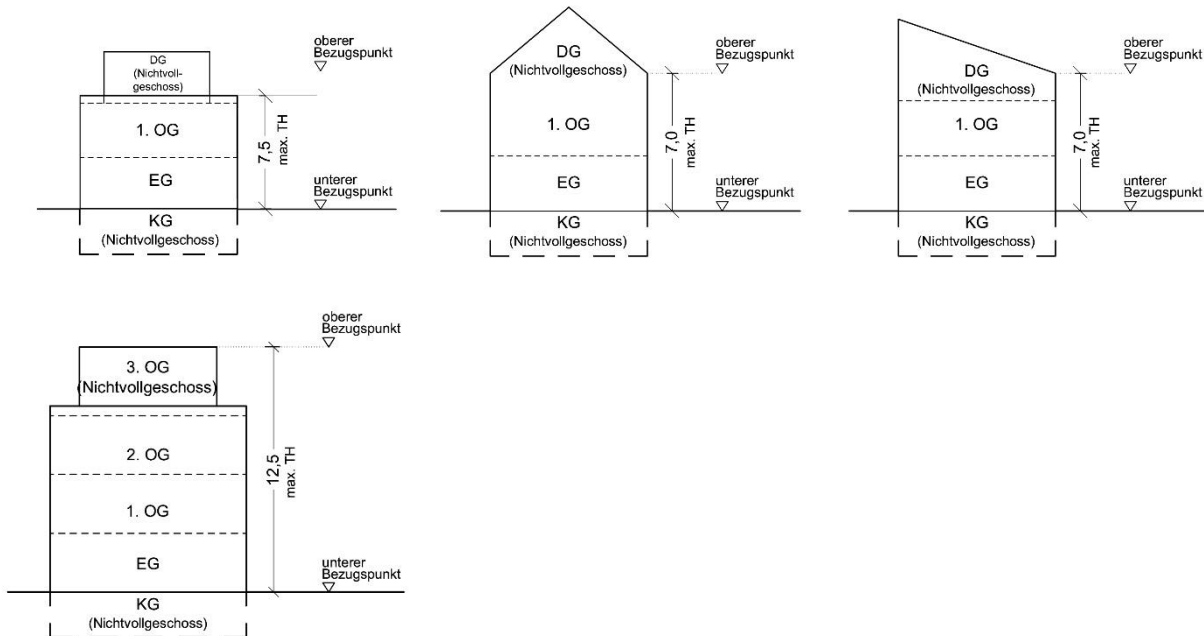 DG
(Nichtvoll-
geschoss)
1. OG
EG
KG
(Nichtvollgeschoss)
7,5
max. TH
oberer
Bezugspunkt
unterer
Bezugspunkt
DG
(Nichtvollgeschoss)
1. OG
EG
KG
(Nichtvollgeschoss)
7,0
max. TH
oberer
Bezugspunkt
unterer
Bezugspunkt
DG
(Nichtvollgeschoss)
1. OG
EG
KG
(Nichtvollgeschoss)
7,0
max. TH
oberer
Bezugspunkt
unterer
Bezugspunkt
3. OG
(Nichtvollgeschoss)
2. OG
1. OG
EG
KG
(Nichtvollgeschoss)
12,5
max. TH
oberer
Bezugspunkt
unterer
Bezugspunkt